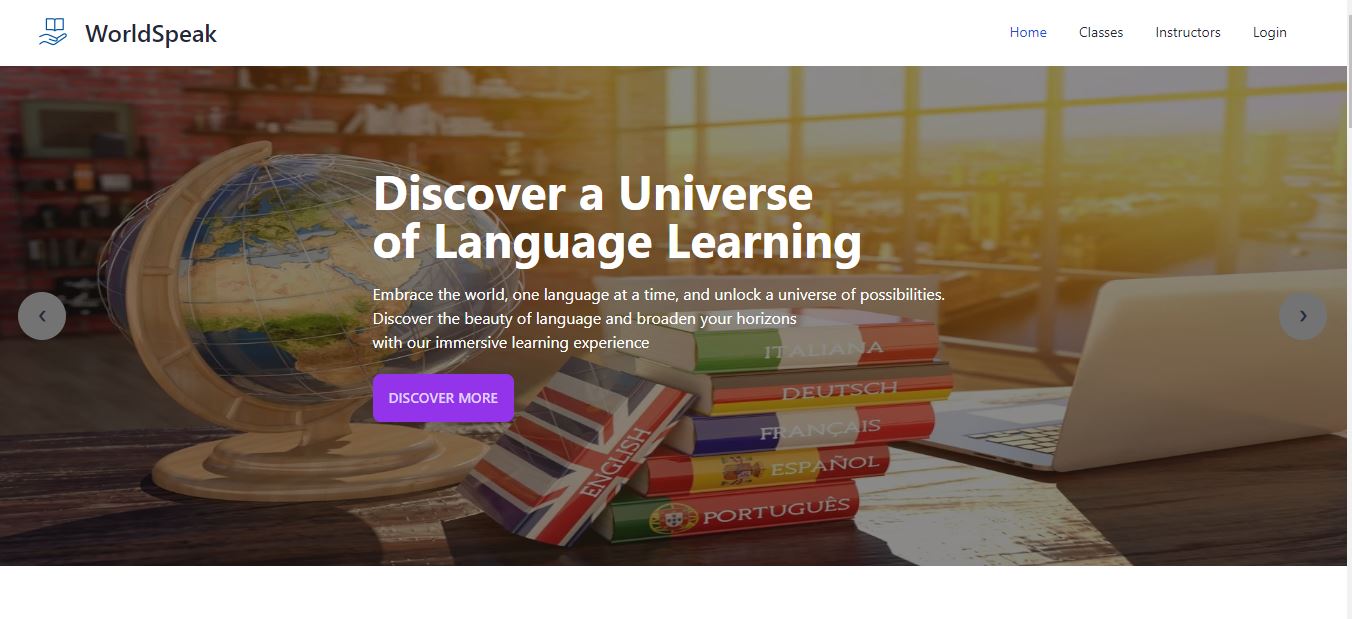 WorldSpeak
Home
Classes
Instructors
Login
Discover a Universe
of Language Learning
Embrace the world, one language at a time, and unlock a universe of possibilities.
Discover the beauty of language and broaden your horizons
with our immersive learning experience
DISCOVER MORE
ITALIANA
DEUTSCH
FRANÇAIS
ESPAÑOL
PORTUGUÊS
ENGLISH